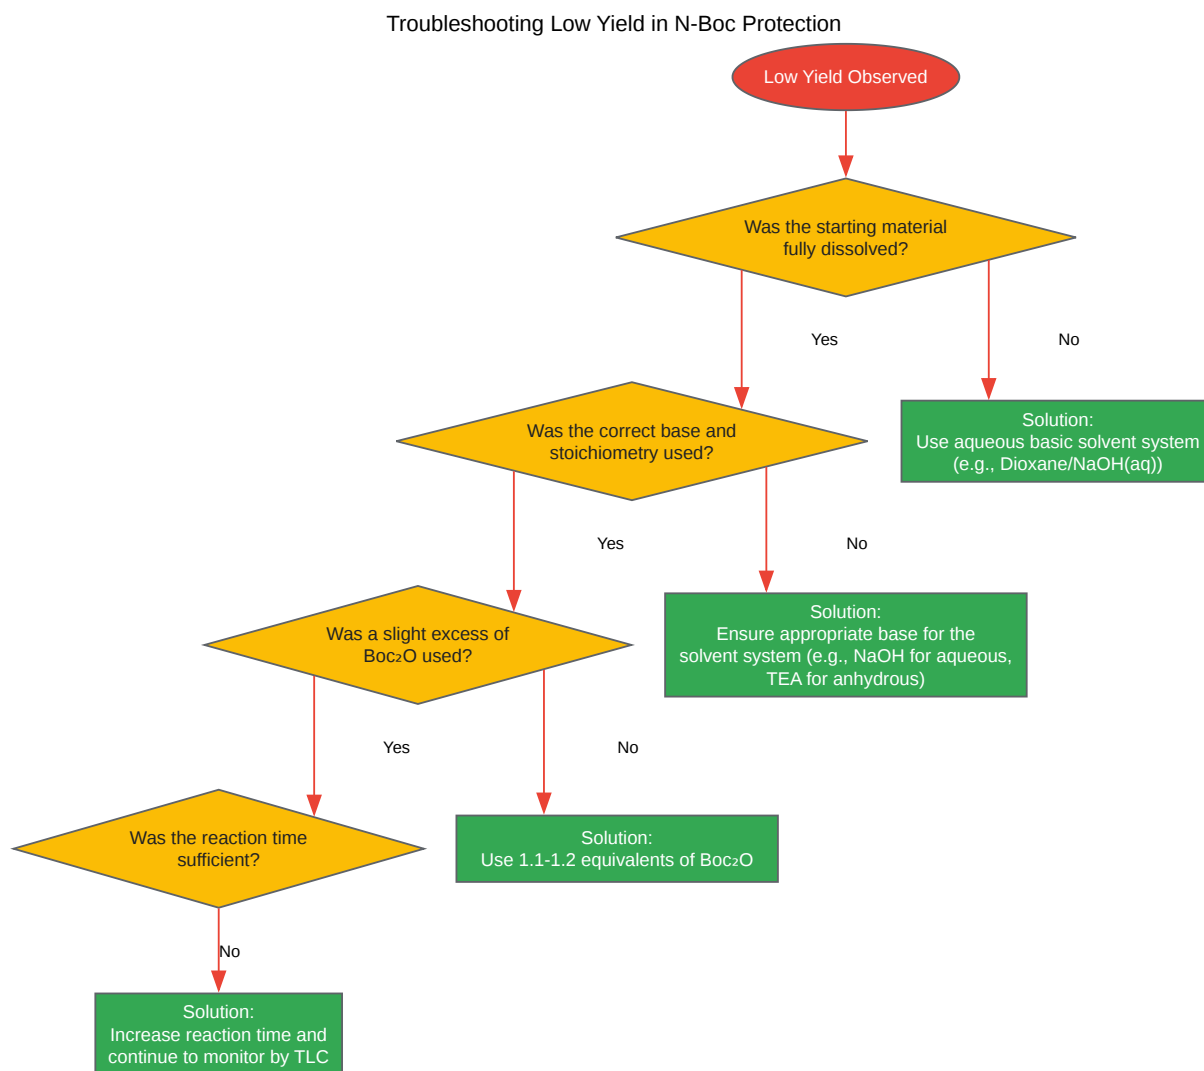 Troubleshooting Low Yield in N-Boc Protection
Low Yield Observed
Was the starting material
fully dissolved?
Yes
No
Solution:
Use aqueous basic solvent system
(e.g., Dioxane/NaOH(aq))
Was the correct base and
stoichiometry used?
Yes
No
Solution:
Ensure appropriate base for the
solvent system (e.g., NaOH for aqueous,
TEA for anhydrous)
Was a slight excess of
Boc₂O used?
Yes
No
Solution:
Use 1.1-1.2 equivalents of Boc₂O
Was the reaction time
sufficient?
No
Solution:
Increase reaction time and
continue to monitor by TLC